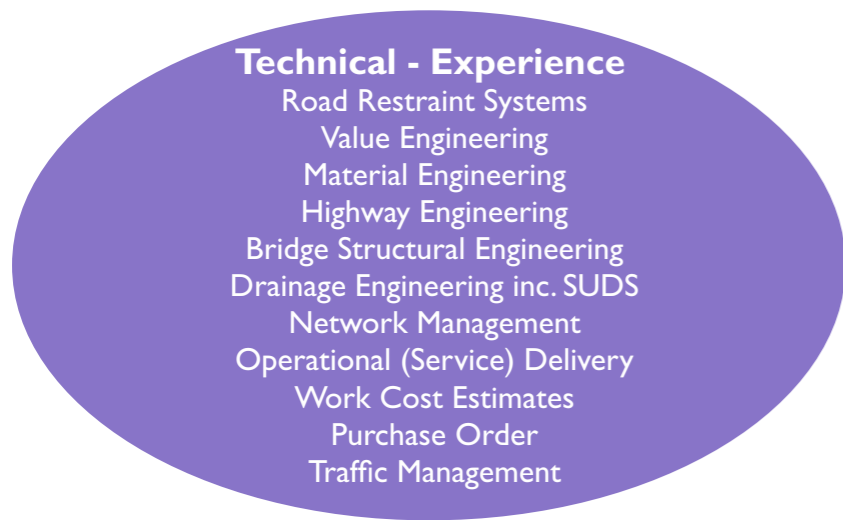 Technical - Experience
Road Restraint Systems
Value Engineering
Material Engineering
Highway Engineering
Bridge Structural Engineering
Drainage Engineering inc. SUDS
Network Management
Operational (Service) Delivery
Work Cost Estimates
Purchase Order
Traffic Management